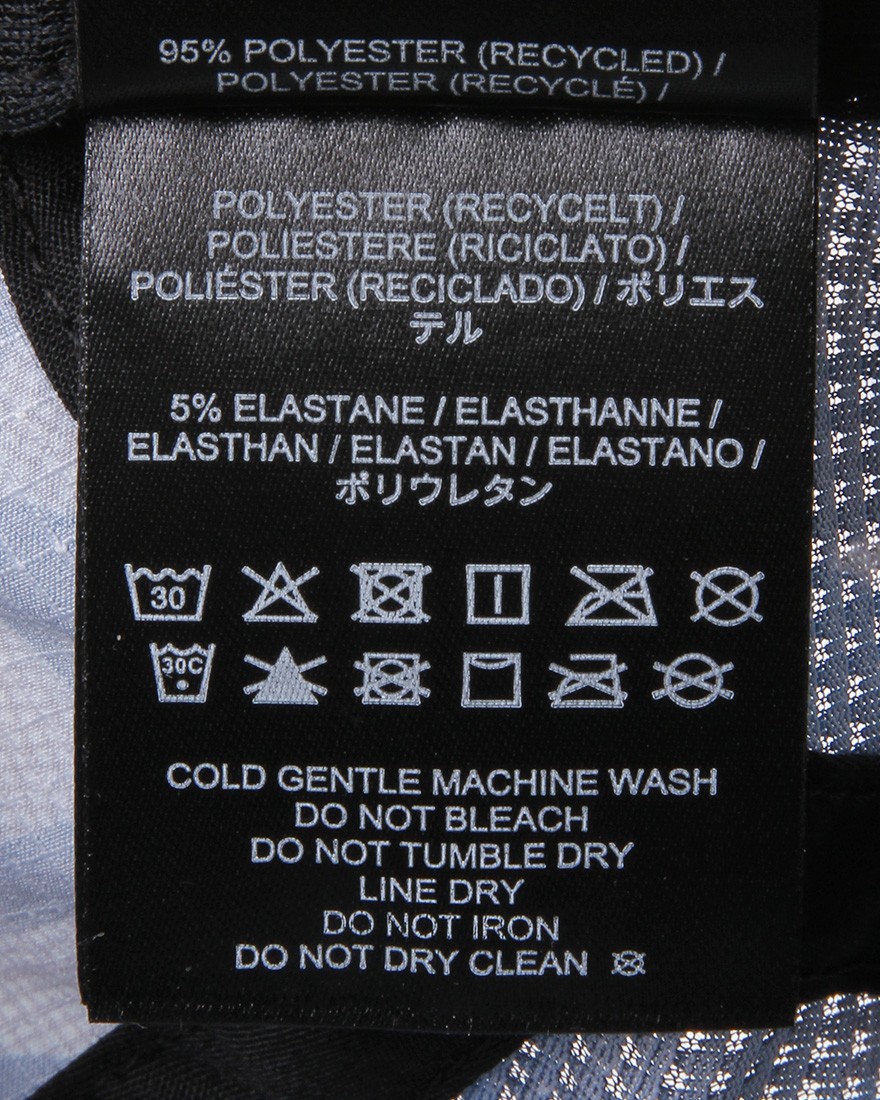 95% POLYESTER (RECYCLED) /
POLYESTER (RECYCLÉ) /
POLYESTER (RECYCELT) /
POLIESTERE (RICICLATO) /
POLIÉSTER (RECICLADO) / ポリエス
テル
5% ELASTANE / ELASTHANNE /
ELASTHAN / ELASTAN / ELASTANO /
ポリウレタン
30
30C
COLD GENTLE MACHINE WASH
DO NOT BLEACH
DO NOT TUMBLE DRY
LINE DRY
DO NOT IRON
DO NOT DRY CLEAN